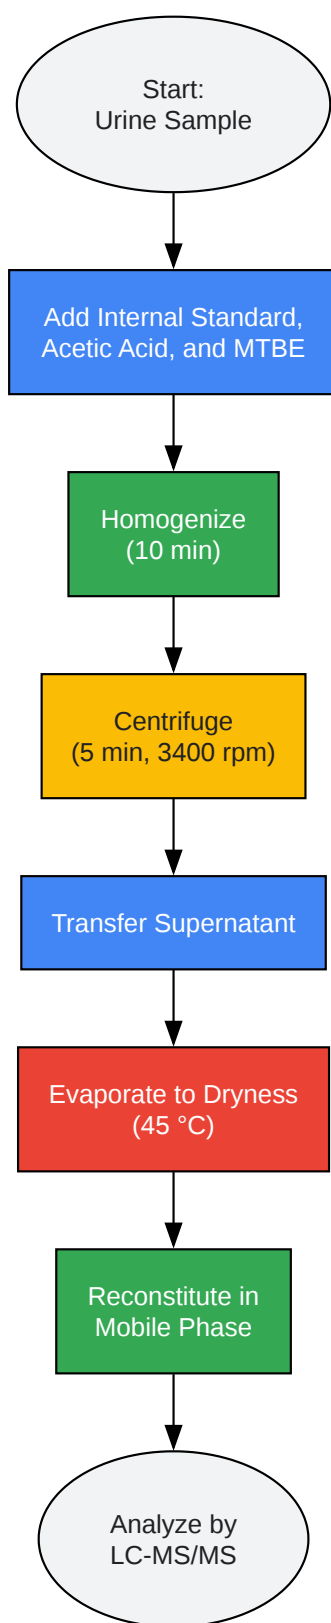 Start:
Urine Sample
Add Internal Standard,
Acetic Acid, and MTBE
Homogenize
(10 min)
Centrifuge
(5 min, 3400 rpm)
Transfer Supernatant
Evaporate to Dryness
(45 °C)
Reconstitute in
Mobile Phase
Analyze by
LC-MS/MS